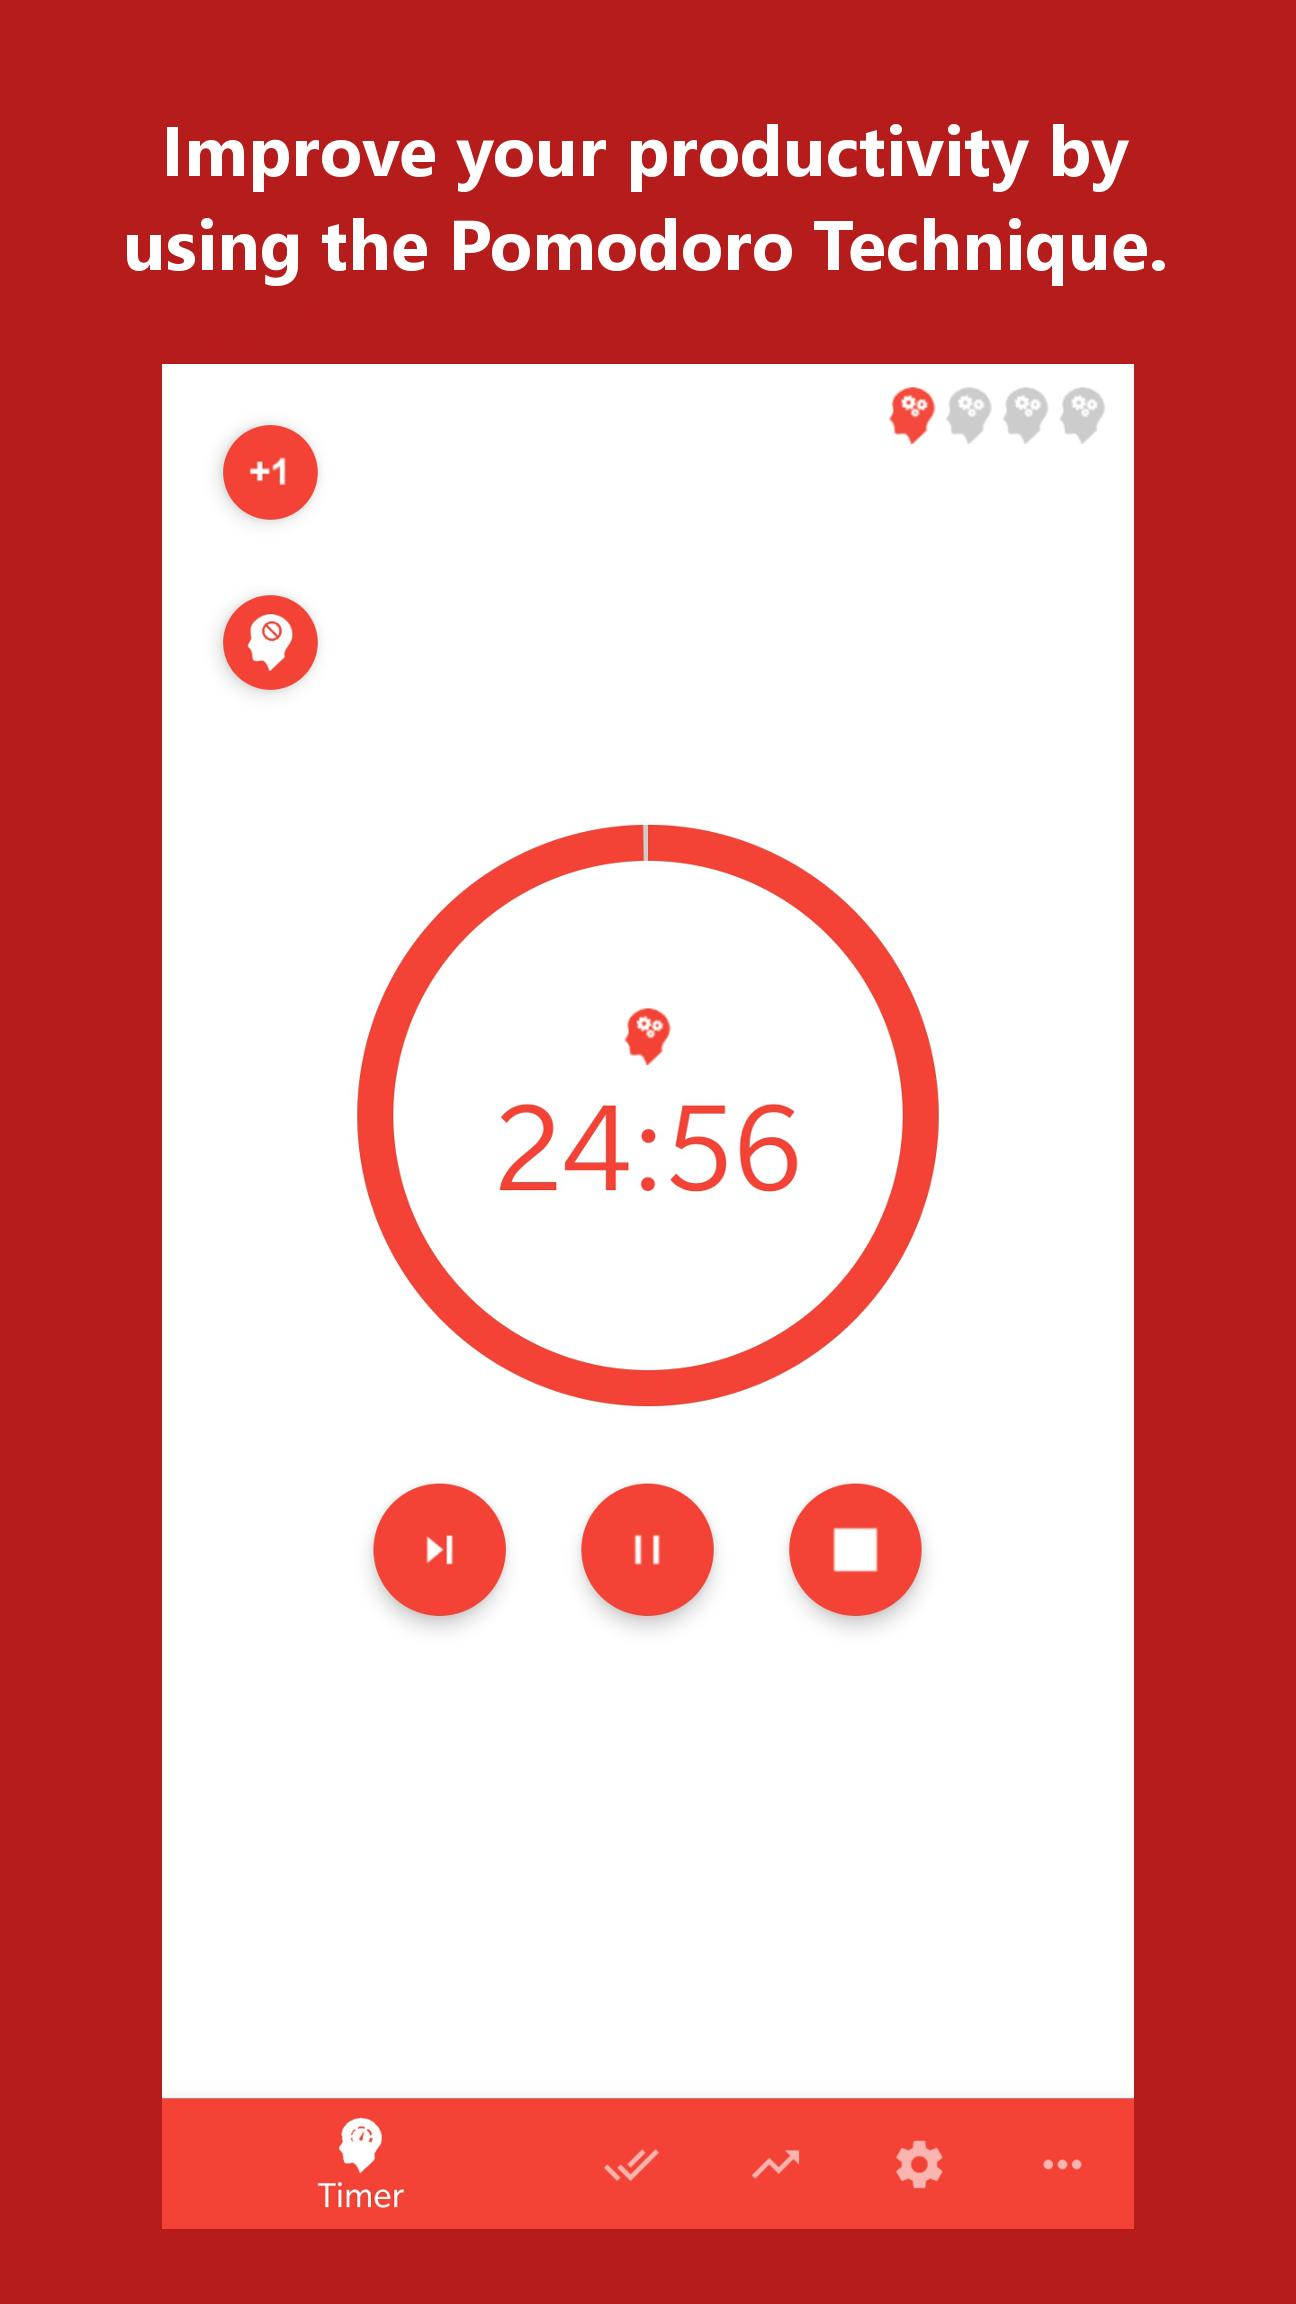 Improve your productivity by
using the Pomodoro Technique.
+1
24:56
Timer